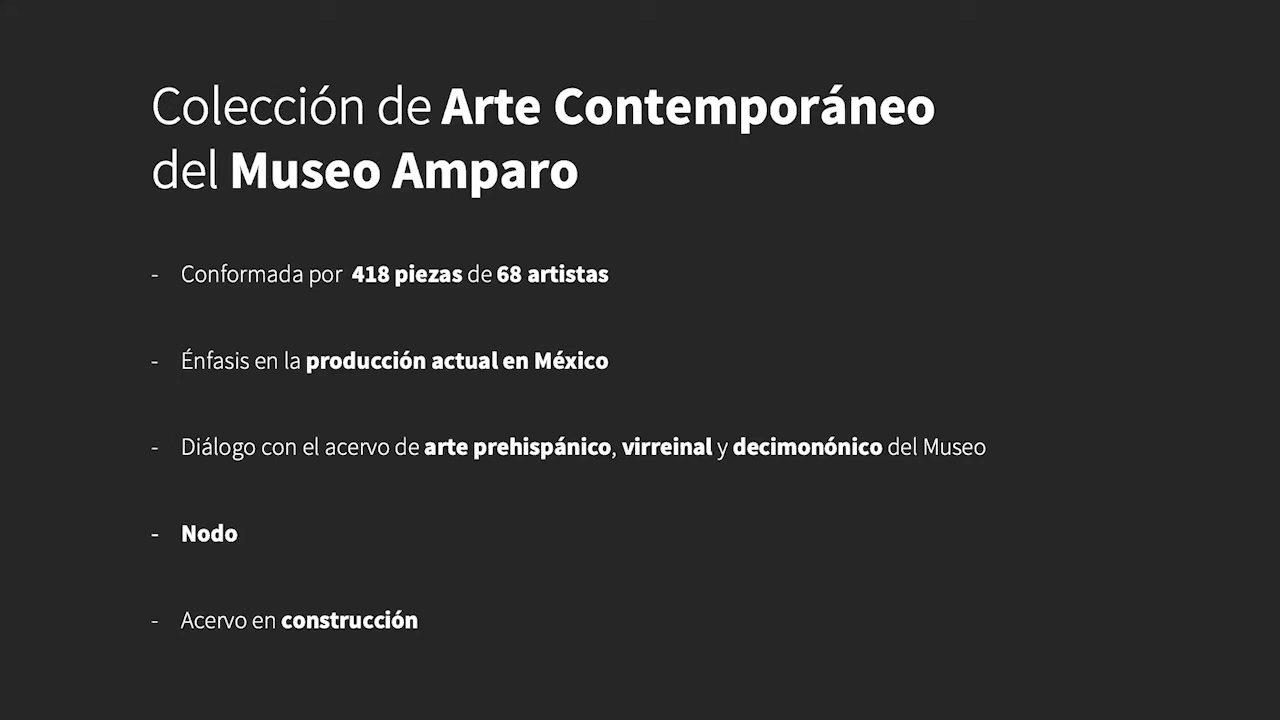 Colección de Arte Contemporáneo
del Museo Amparo
- Conformada por 418 piezas de 68 artistas
- Énfasis en la producción actual en México
- Diálogo con el acervo de arte prehispánico, virreinal y decimonónico del Museo
- Nodo
- Acervo en construcción